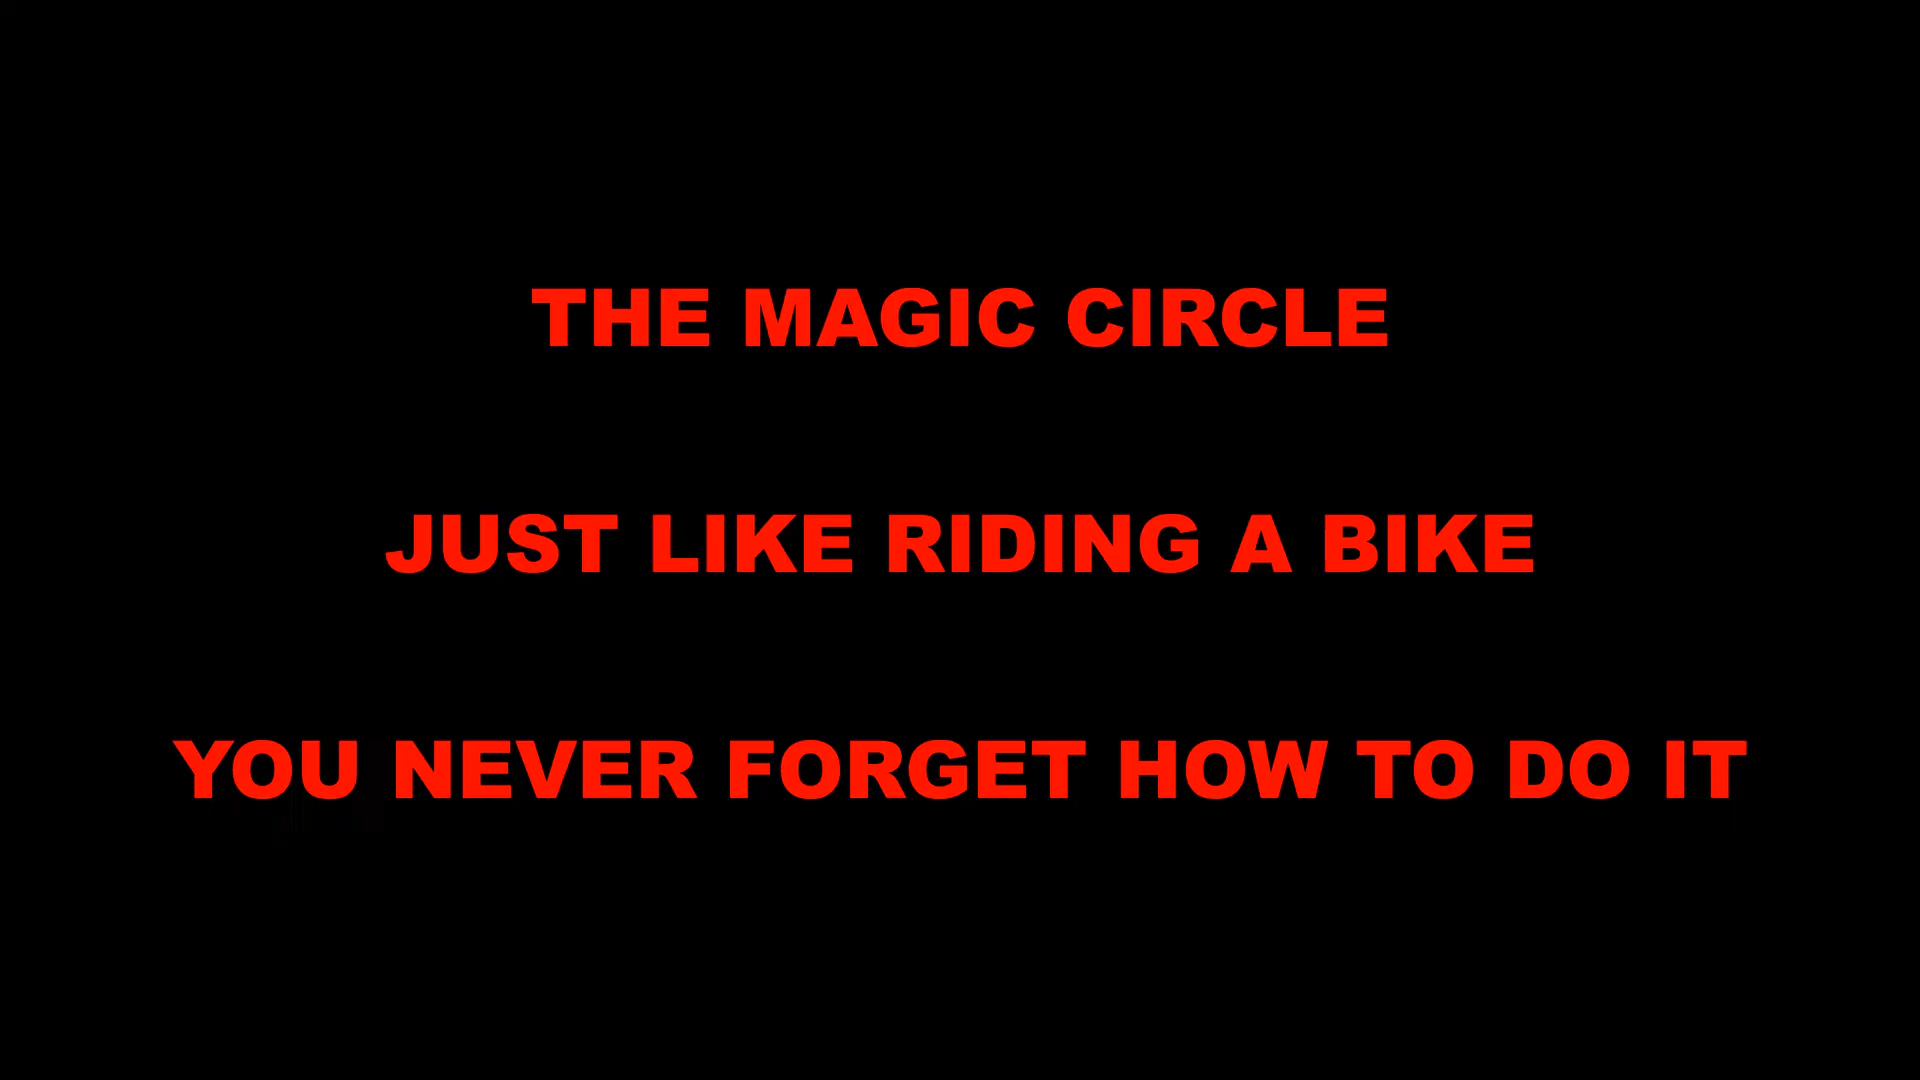 THE MAGIC CIRCLE
JUST LIKE RIDING A BIKE
YOU NEVER FORGET HOW TO DO IT